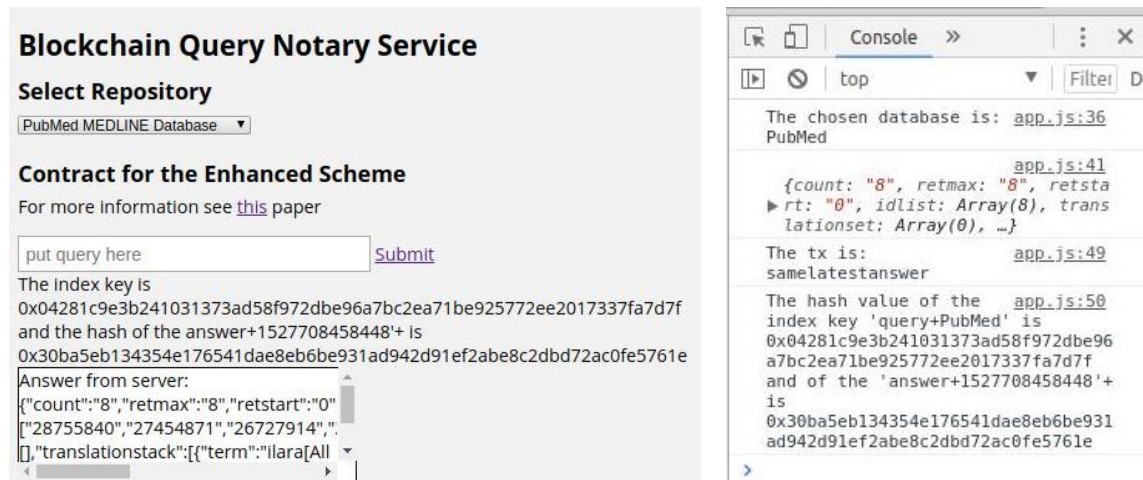 Blockchain Query Notary Service
Select Repository
PubMed MEDLINE Database
Contract for the Enhanced Scheme
For more information see this paper
put query here Submit
The index key is
0x04281c9e3b241031373ad58f972dbe96a7bc2ea71be925772ee2017337fa7d7f
and the hash of the answer+1527708458448'+ is
0x30ba5eb134354e176541dae8eb6be931ad942d91ef2abe8c2dbd72ac0fe5761e
Answer from server:
{"count":"8","retmax":"8","retstart":"0"
["28755840","27454871","26727914",".
[],"translationstack":[{"term":"ilara[All
Console »
top Filter D
The chosen database is: app.js:36
PubMed
app.js:41
{count: "8", retmax: "8", retsta
rt: "0", idlist: Array(8), trans
lationset: Array(0), …}
The tx is: app.js:49
samelatestanswer
The hash value of the app.js:50
index key 'query+PubMed' is
0x04281c9e3b241031373ad58f972dbe96
a7bc2ea71be925772ee2017337fa7d7f
and of the 'answer+1527708458448'+
is
0x30ba5eb134354e176541dae8eb6be931
ad942d91ef2abe8c2dbd72ac0fe5761e